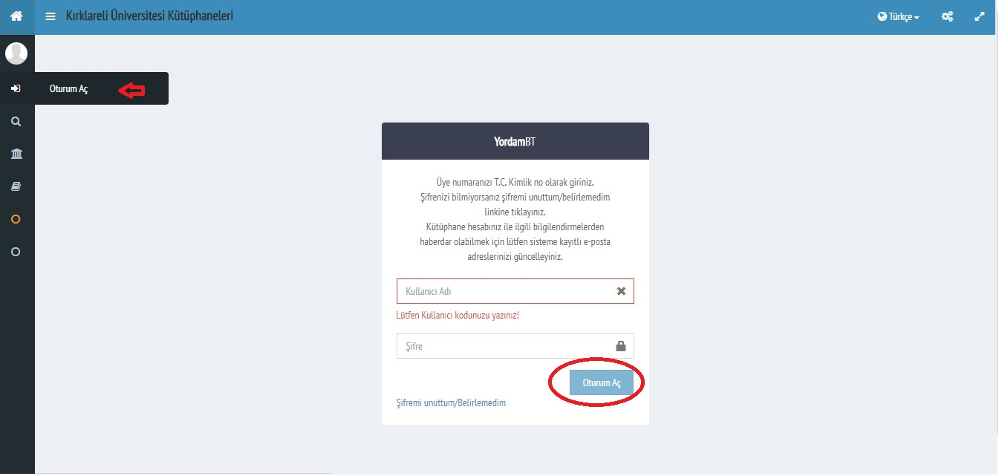 Kırklareli Üniversitesi Kütüphaneleri
Türkçe
Oturum Aç
YordamBT
Üye numaranızı T.C. Kimlik no olarak giriniz.
Şifrenizi bilmiyorsanız şifremi unuttum/belirlemedim
linkine tıklayınız.
Kütüphane hesabınız ile ilgili bilgilendirmelerden
haberdar olabilmek için lütfen sisteme kayıtlı e-posta
adreslerinizi güncelleyiniz.
Kullanıcı Adı
Lütfen Kullanıcı kodunuzu yazınız!
Şifre
Oturum Aç
Şifremi unuttum/Belirlemedim